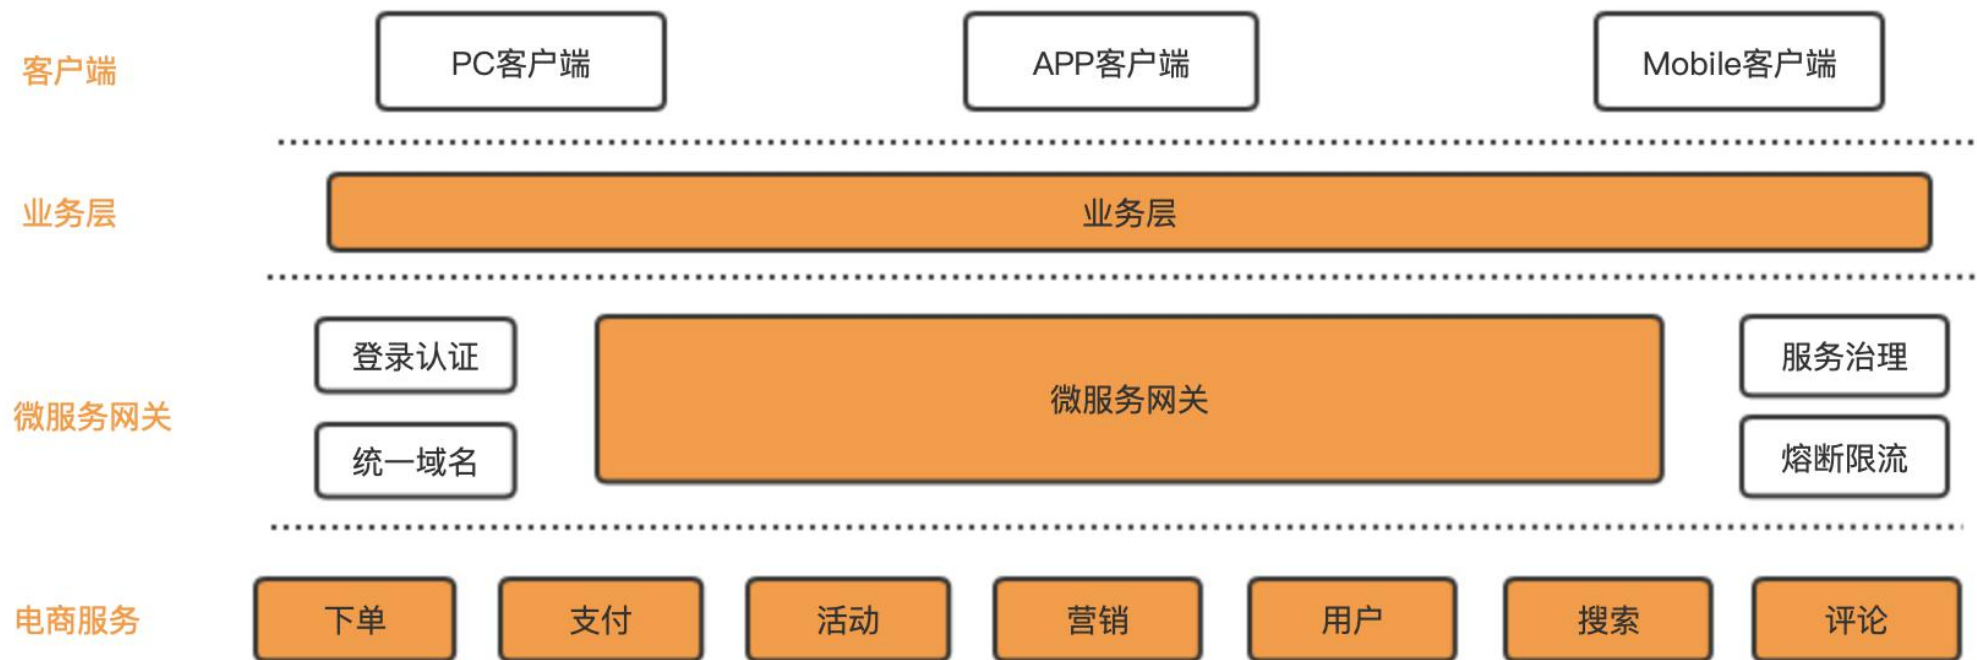 客户端
PC客户端
APP客户端
Mobile客户端
业务层
业务层
微服务网关
登录认证
统一域名
微服务网关
服务治理
熔断限流
电商服务
下单
支付
活动
营销
用户
搜索
评论